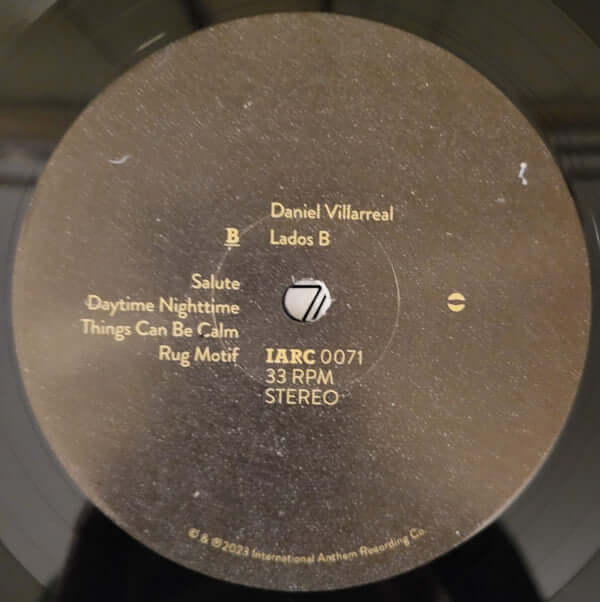 Daniel Villarreal
B Lados B
Salute
Daytime Nighttime
Things Can Be Calm
Rug Motif
IARC 0071
33 RPM
STEREO
© & ℗ 2023 International Anthem Recording Co.